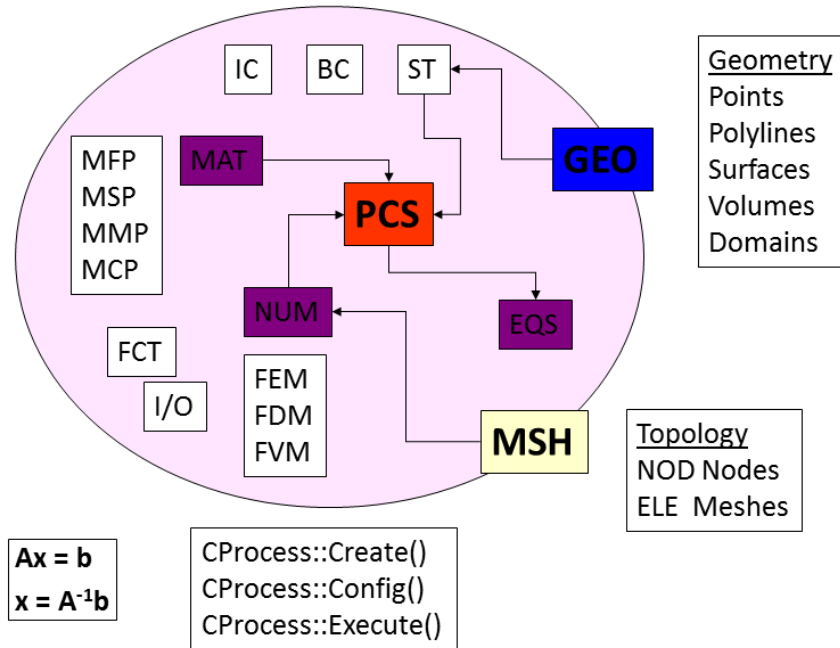 IC
BC
ST
Geometry
Points
Polylines
Surfaces
Volumes
Domains
MFP
MSP
MMP
MCP
MAT
GEO
PCS
NUM
EQS
FCT
I/O
FEM
FDM
FVM
MSH
Topology
NOD Nodes
ELE Meshes
Ax = b
x = A⁻¹b
CProcess::Create()
CProcess::Config()
CProcess::Execute()